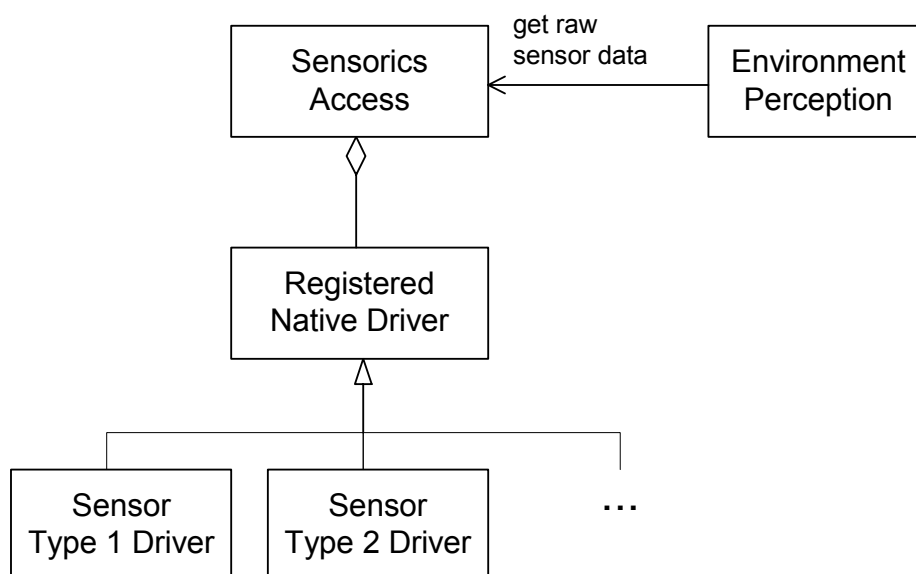 get raw
sensor data
Sensorics
Access
Environment
Perception
Registered
Native Driver
Sensor
Type 1 Driver
Sensor
Type 2 Driver
...